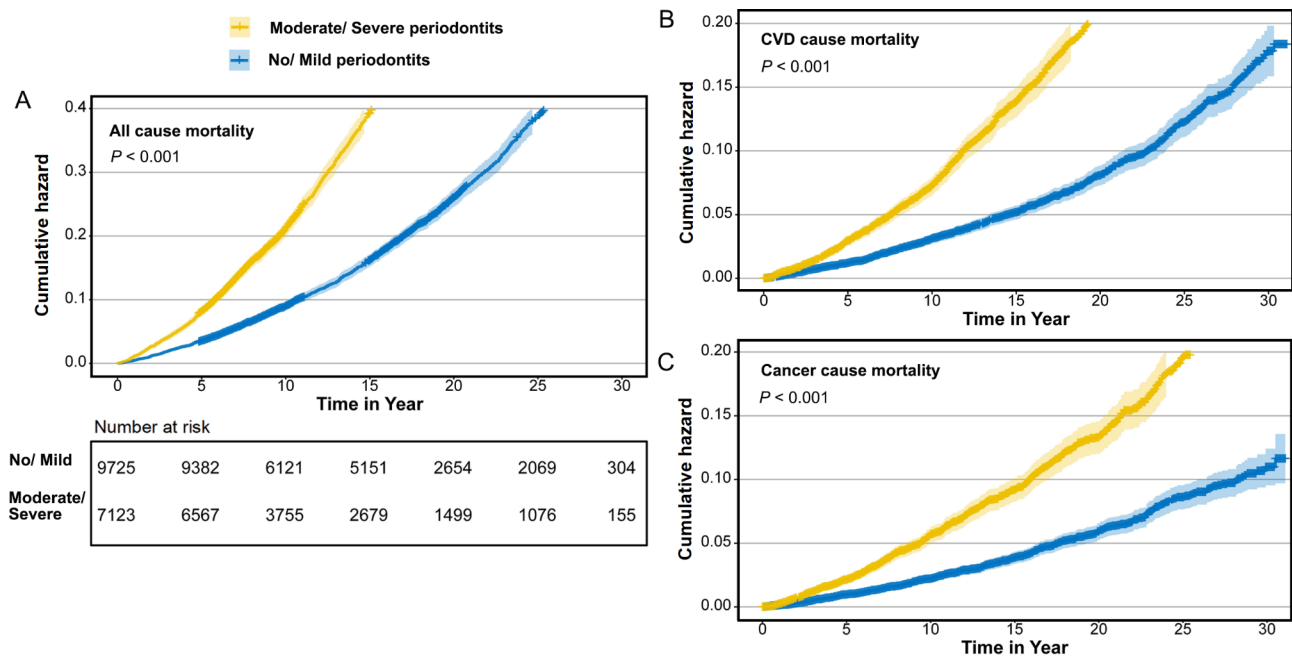 Moderate/ Severe periodontits
No/ Mild periodontits
A
All cause mortality
P < 0.001
Cumulative hazard
0.4
0.3
0.2
0.1
0.0
0 5 10 15 20 25 30
Time in Year
Number at risk
No/ Mild 9725 9382 6121 5151 2654 2069 304
Moderate/
Severe 7123 6567 3755 2679 1499 1076 155
B
CVD cause mortality
P < 0.001
Cumulative hazard
0.20
0.15
0.10
0.05
0.00
0 5 10 15 20 25 30
Time in Year
C
Cancer cause mortality
P < 0.001
Cumulative hazard
0.20
0.15
0.10
0.05
0.00
0 5 10 15 20 25 30
Time in Year